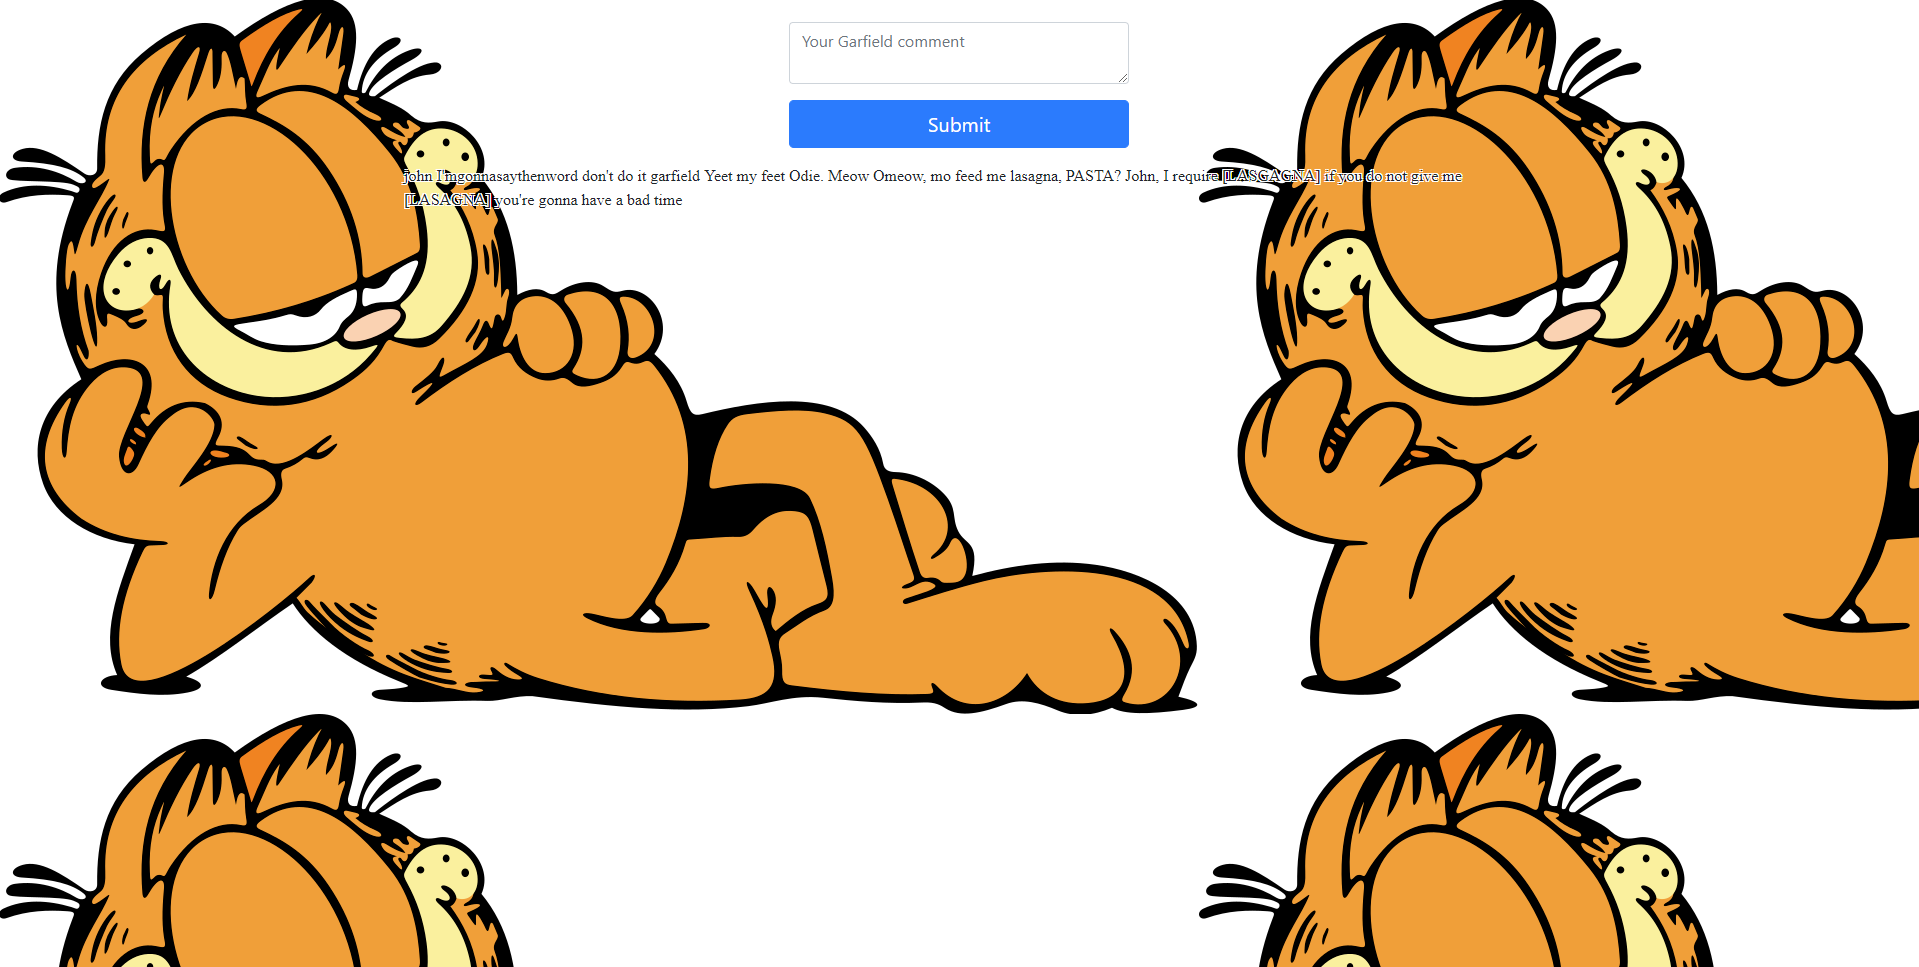 Your Garfield comment
Submit
john I'mgonnasaythenword don't do it garfield Yeet my feet Odie. Meow Omeow, mo feed me lasagna, PASTA? John, I require [LASGAGNA] if you do not give me
[LASAGNA] you're gonna have a bad time